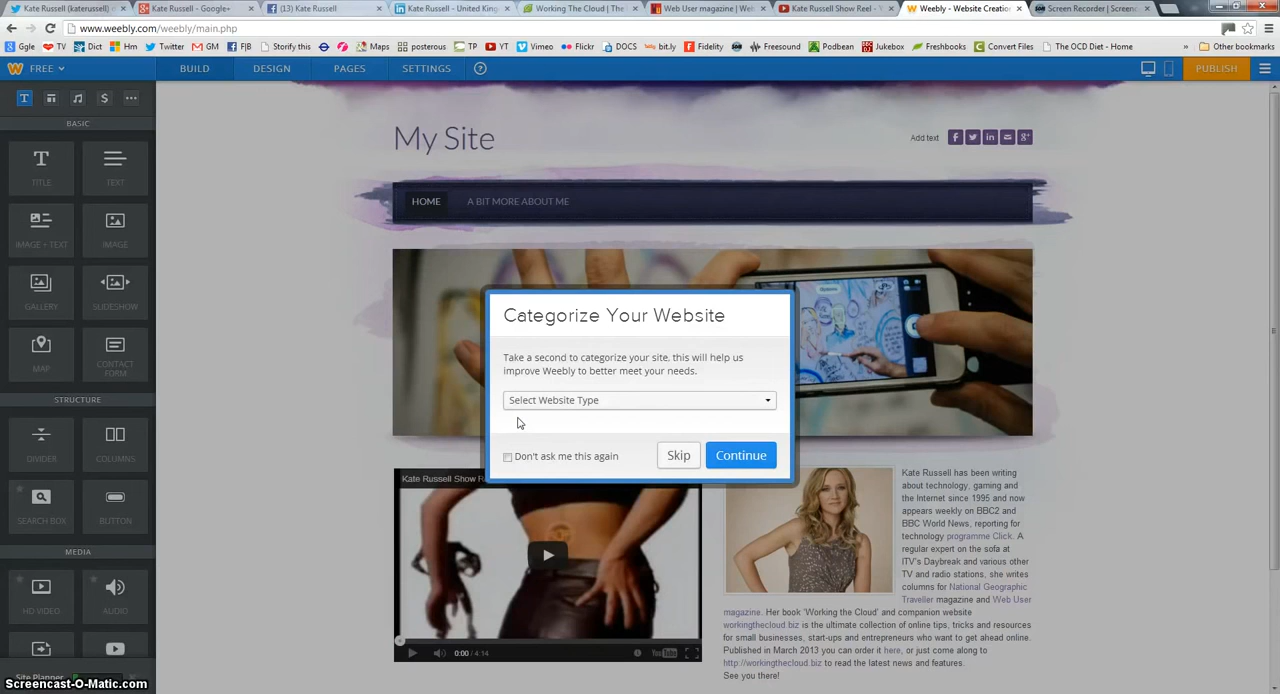 Kate Russell (katerussell) 
Kate Russell - Google+
(13) Kate Russell
Kate Russell - United King
Working The Cloud | The
Web User magazine | Web
Kate Russell Show Reel - Y
Weebly - Website Creation
Screen Recorder | Screenc
www.weebly.com/weebly/main.php
Ggle TV Dict Hm Twitter GM F|B Storify this Maps posterous TP YT Vimeo Flickr DOCS bit.ly Fidelity Freesound Podbean Jukebox Freshbooks Convert Files The OCD Diet - Home » Other bookmarks
FREE BUILD DESIGN PAGES SETTINGS ? PUBLISH
BASIC
TITLE TEXT
IMAGE + TEXT IMAGE
GALLERY SLIDESHOW
MAP CONTACT FORM
STRUCTURE
DIVIDER COLUMNS
SEARCH BOX BUTTON
MEDIA
HD VIDEO AUDIO
Site Planner
My Site
Add text
HOME A BIT MORE ABOUT ME
Categorize Your Website
Take a second to categorize your site, this will help us
improve Weebly to better meet your needs.
Select Website Type
Don't ask me this again Skip Continue
Kate Russell Show R
0:00 / 4:14 YouTube
Kate Russell has been writing
about technology, gaming and
the Internet since 1995 and now
appears weekly on BBC2 and
BBC World News, reporting for
technology programme Click. A
regular expert on the sofa at
ITV's Daybreak and various other
TV and radio stations, she writes
columns for National Geographic
Traveller magazine and Web User
magazine. Her book 'Working the Cloud' and companion website
workingthecloud.biz is the ultimate collection of online tips, tricks and resources
for small businesses, start-ups and entrepreneurs who want to get ahead online.
Published in March 2013 you can order it here, or just come along to
http://workingthecloud.biz to read the latest news and features.
See you there!
Screencast-O-Matic.com